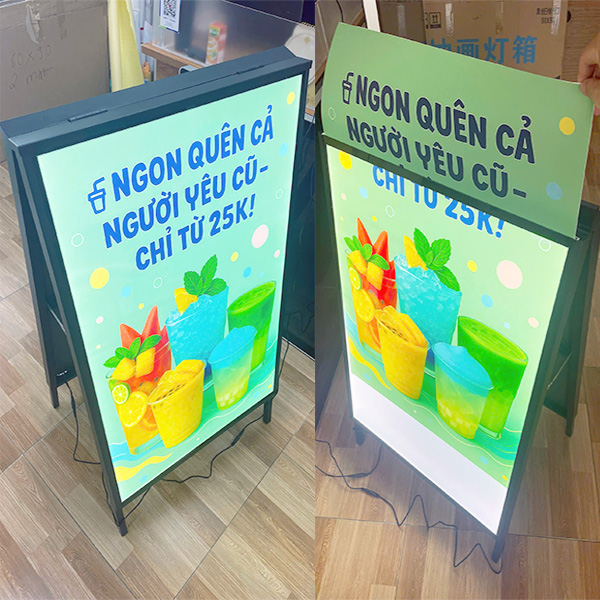 NGON QUÊN CẢ
NGƯỜI YÊU CŨ-
CHỈ TỪ 25K!
NGON QUÊN CẢ
NGƯỜI YÊU CŨ-
CHỈ TỪ 25K!
画灯箱